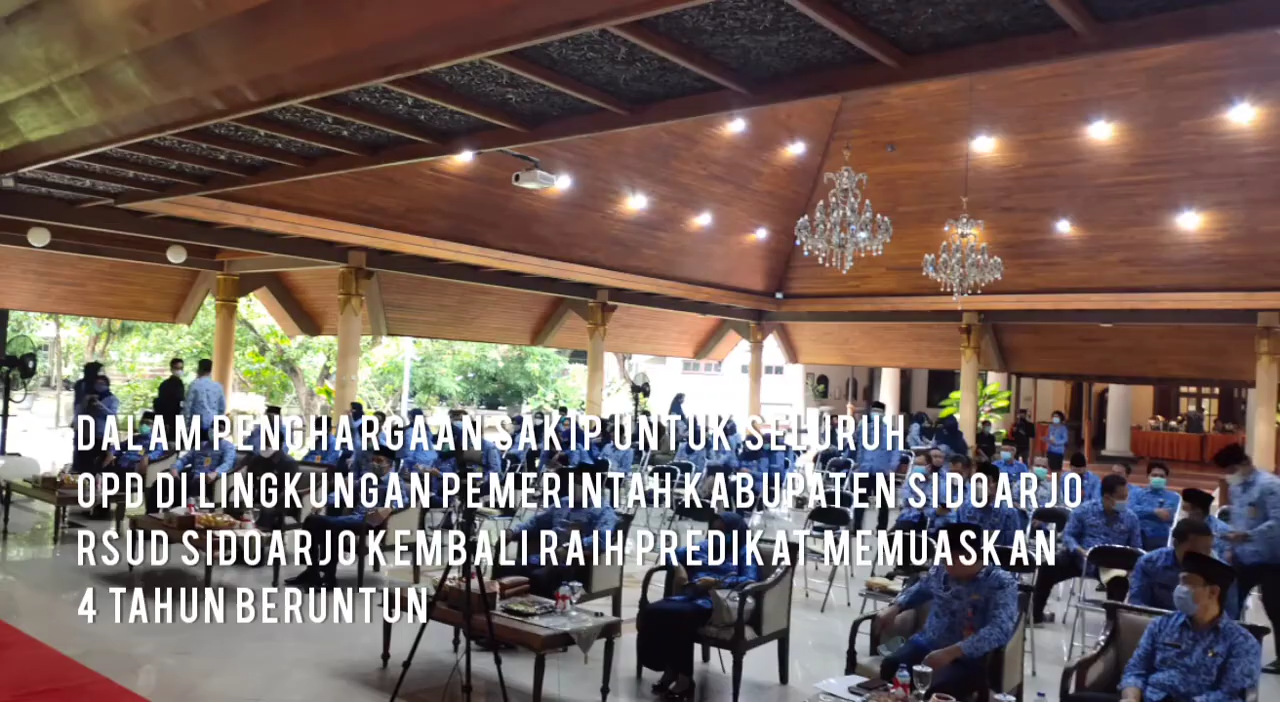 DALAM PENGHARGAAN SAKIP UNTUK SELURUH
OPD DI LINGKUNGAN PEMERINTAH KABUPATEN SIDOARJO
RSUD SIDOARJO KEMBALI RAIH PREDIKAT MEMUASKAN
4 TAHUN BERUNTUN